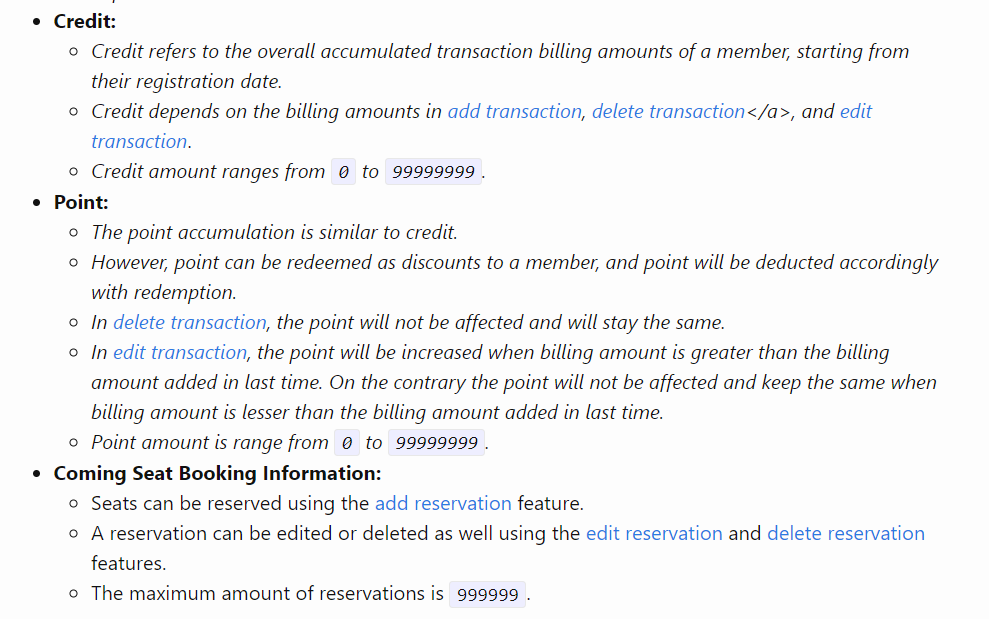 Credit:
Credit refers to the overall accumulated transaction billing amounts of a member, starting from
their registration date.
Credit depends on the billing amounts in add transaction, delete transaction</a>, and edit
transaction.
Credit amount ranges from 0 to 99999999.
Point:
The point accumulation is similar to credit.
However, point can be redeemed as discounts to a member, and point will be deducted accordingly
with redemption.
In delete transaction, the point will not be affected and will stay the same.
In edit transaction, the point will be increased when billing amount is greater than the billing
amount added in last time. On the contrary the point will not be affected and keep the same when
billing amount is lesser than the billing amount added in last time.
Point amount is range from 0 to 99999999.
Coming Seat Booking Information:
Seats can be reserved using the add reservation feature.
A reservation can be edited or deleted as well using the edit reservation and delete reservation
features.
The maximum amount of reservations is 999999.